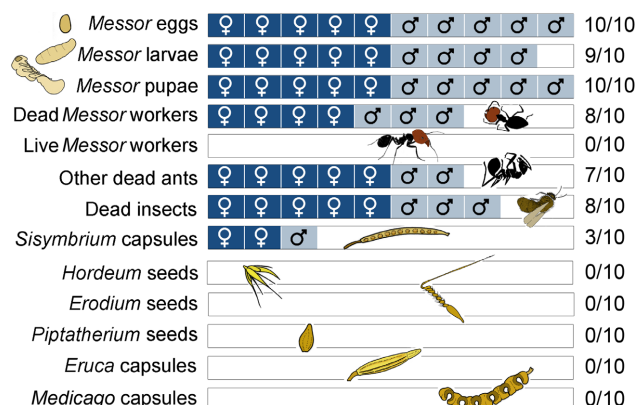 Messor eggs ♀ ♀ ♀ ♀ ♀ ♂ ♂ ♂ ♂ ♂ 10/10
Messor larvae ♀ ♀ ♀ ♀ ♀ ♂ ♂ ♂ ♂ 9/10
Messor pupae ♀ ♀ ♀ ♀ ♀ ♂ ♂ ♂ ♂ ♂ 10/10
Dead Messor workers ♀ ♀ ♀ ♀ ♂ ♂ ♂ 8/10
Live Messor workers 0/10
Other dead ants ♀ ♀ ♀ ♀ ♀ ♂ ♂ 7/10
Dead insects ♀ ♀ ♀ ♀ ♀ ♂ ♂ ♂ 8/10
Sisymbrium capsules ♀ ♀ ♂ 3/10
Hordeum seeds 0/10
Erodium seeds 0/10
Piptatherium seeds 0/10
Eruca capsules 0/10
Medicago capsules 0/10